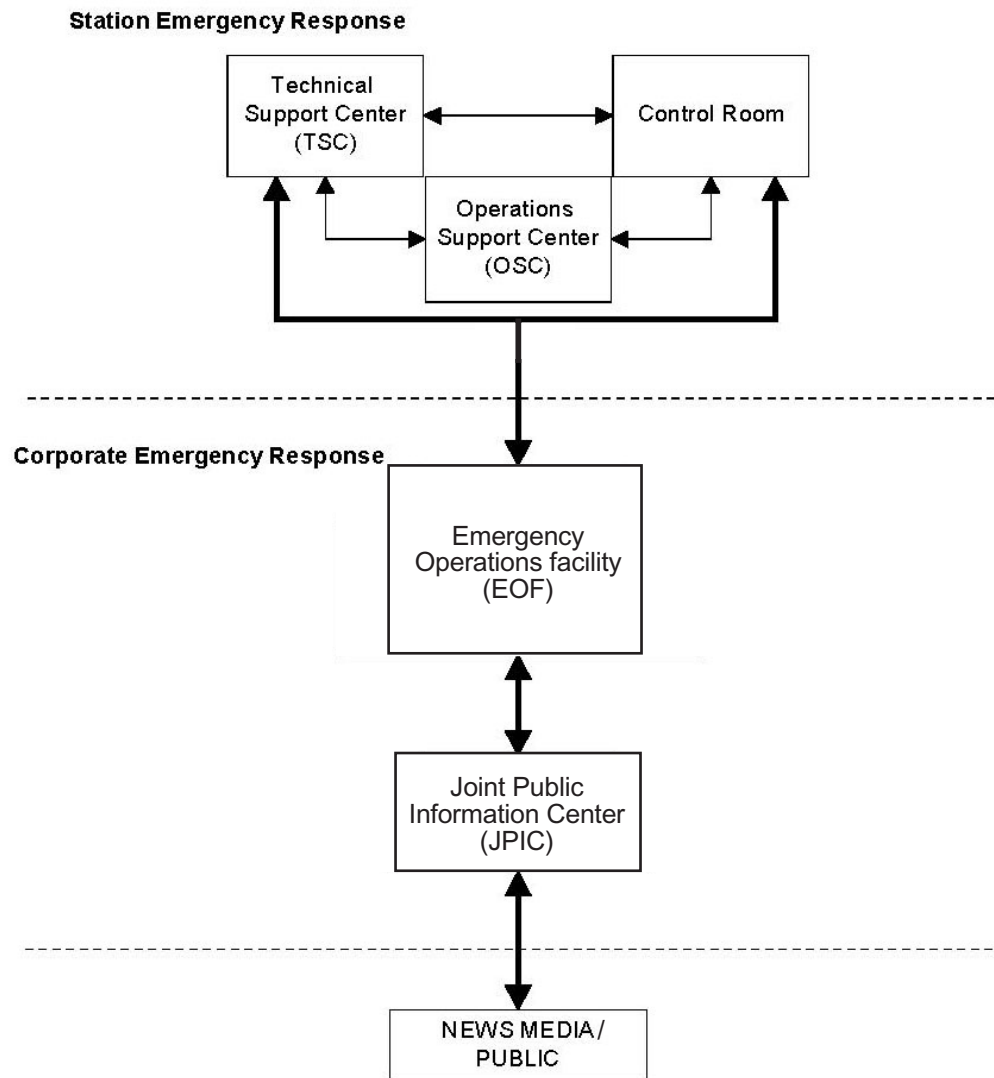 Station Emergency Response
Technical
Support Center
(TSC)
Control Room
Operations
Support Center
(OSC)
Corporate Emergency Response
Emergency
Operations facility
(EOF)
Joint Public
Information Center
(JPIC)
NEWS MEDIA /
PUBLIC